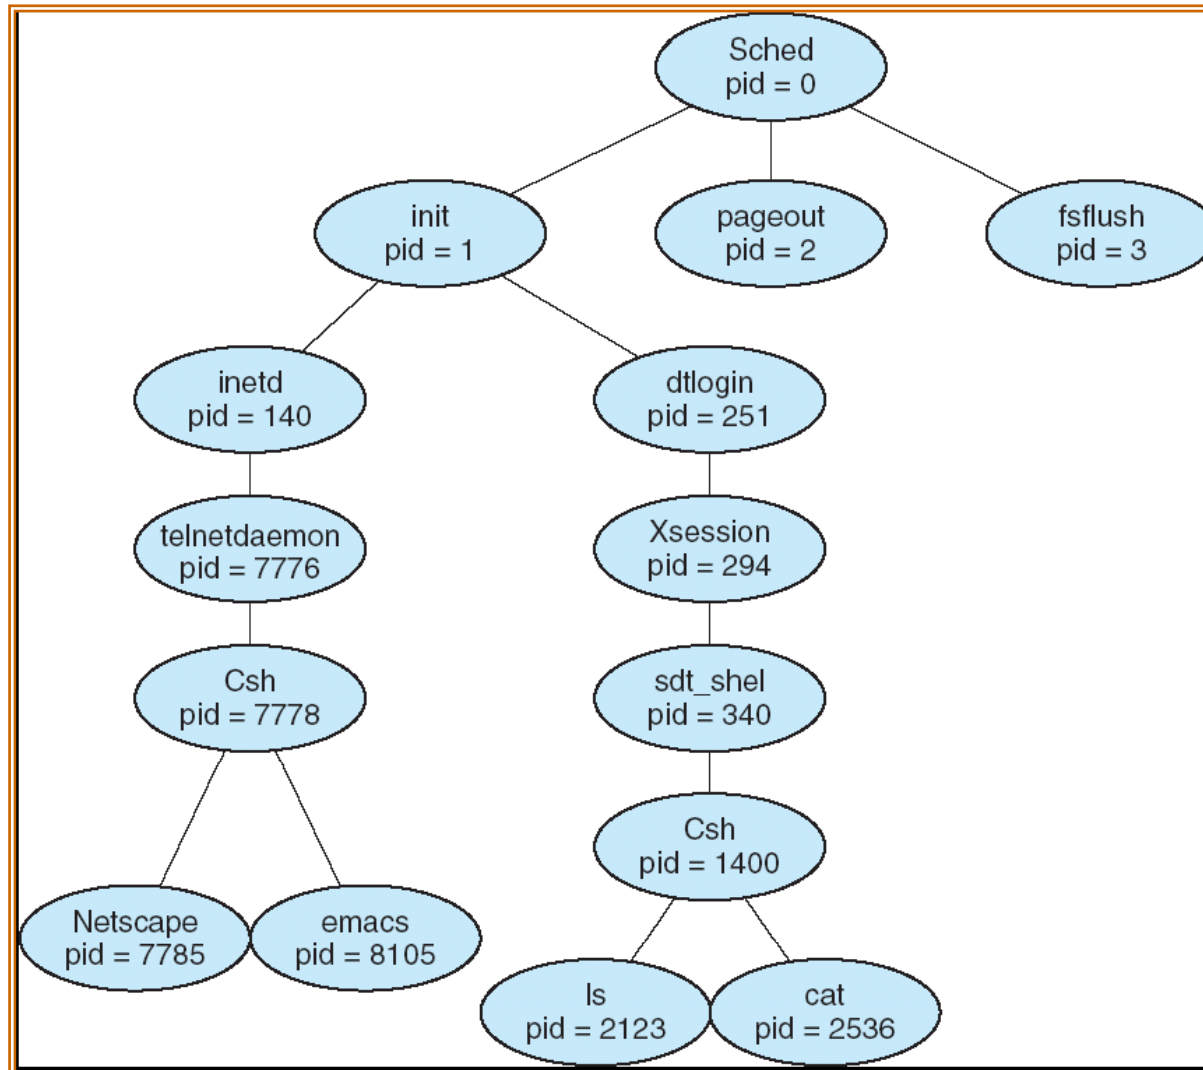 Sched
pid = 0
init
pid = 1
pageout
pid = 2
fsflush
pid = 3
inetd
pid = 140
dtlogin
pid = 251
telnetdaemon
pid = 7776
Xsession
pid = 294
Csh
pid = 7778
sdt_shel
pid = 340
Csh
pid = 1400
Netscape
pid = 7785
emacs
pid = 8105
ls
pid = 2123
cat
pid = 2536